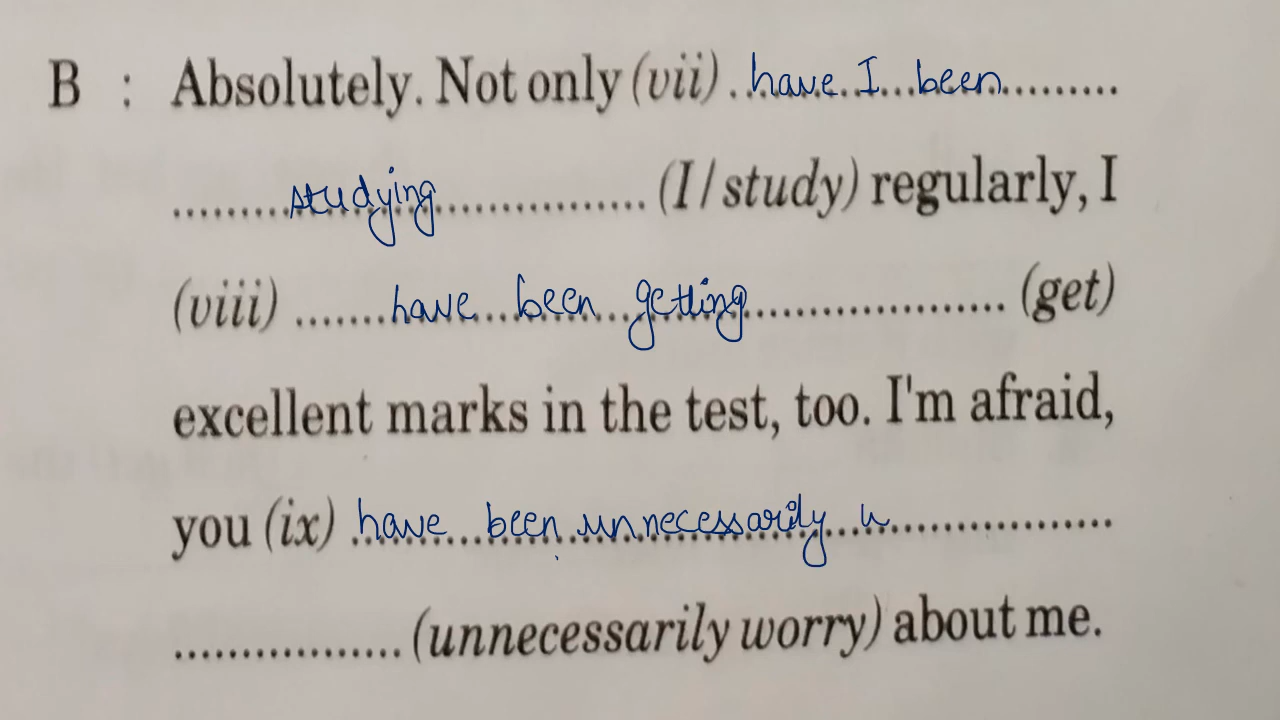 B : Absolutely. Not only (vii) have I been
studying (I / study) regularly, I
(viii) have been getting (get)
excellent marks in the test, too. I'm afraid,
you (ix) have been unnecessarily
(unnecessarily worry) about me.